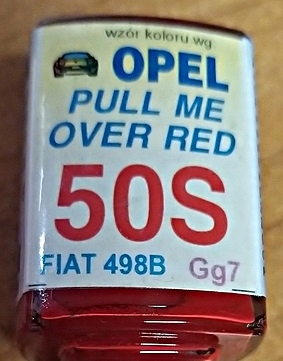 wzór koloru wg
OPEL
PULL ME
OVER RED
50S
FIAT 498B Gg7